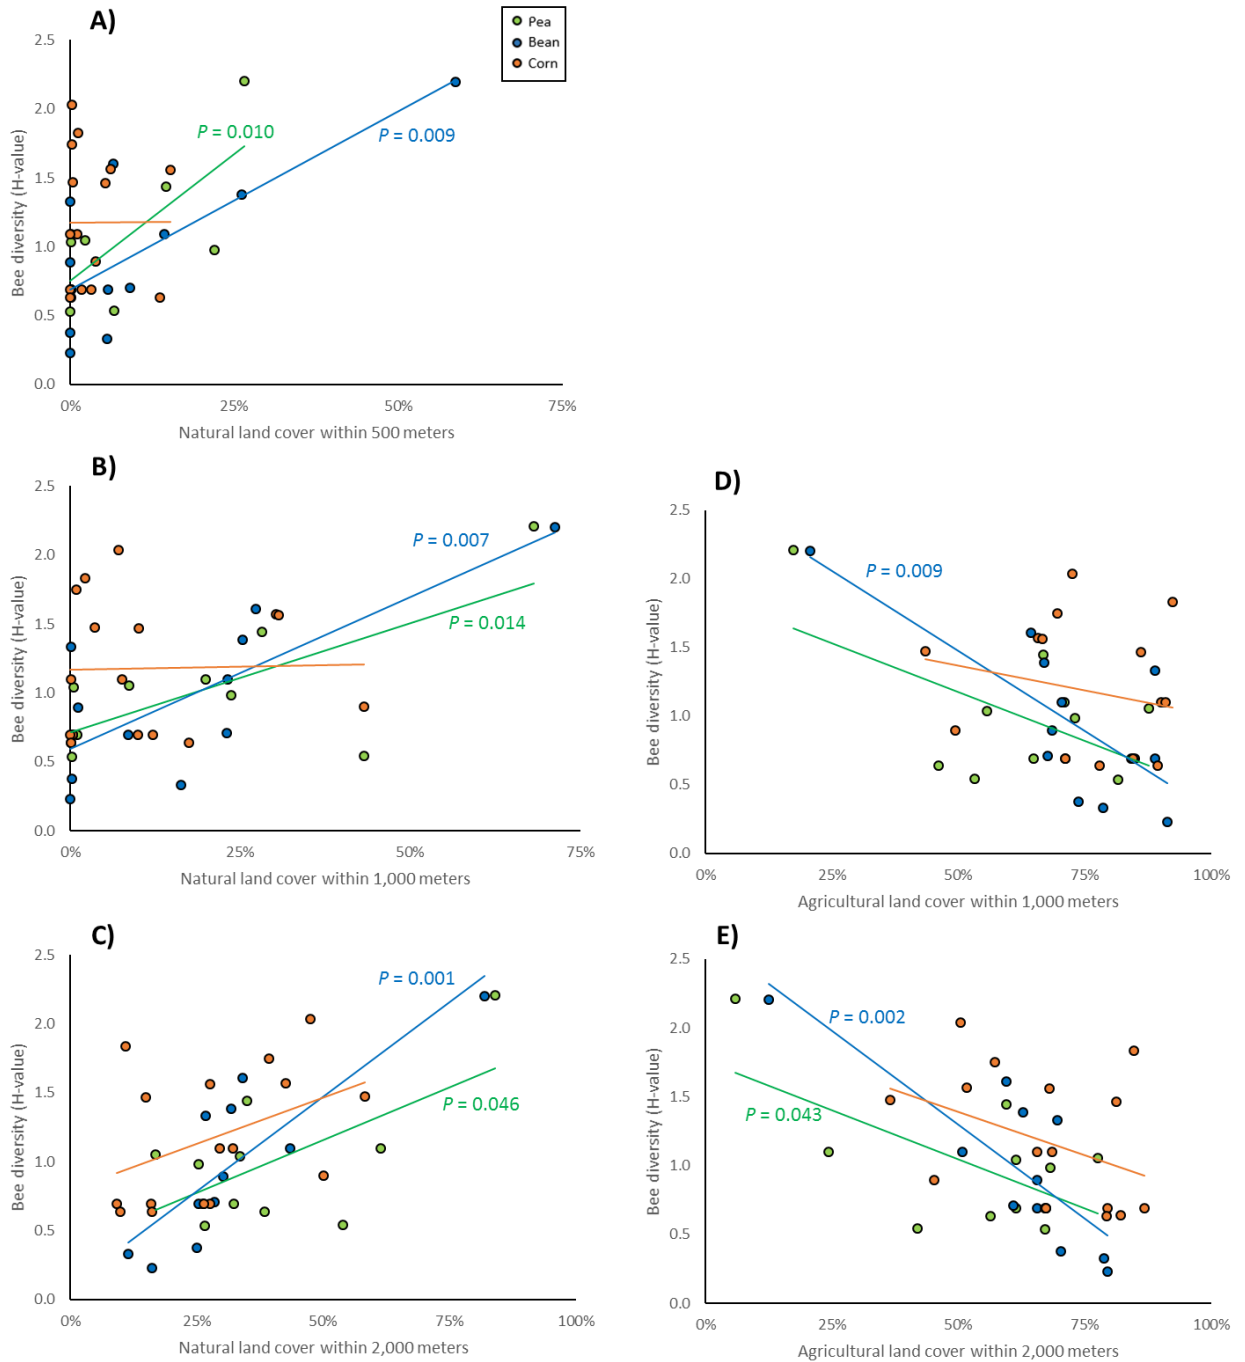 A)
Pea
Bean
Corn
2.5
2.0
1.5
1.0
0.5
0.0
Bee diversity (H-value)
P = 0.010
P = 0.009
0% 25% 50% 75%
Natural land cover within 500 meters
B)
2.5
2.0
1.5
1.0
0.5
0.0
Bee diversity (H-value)
P = 0.007
P = 0.014
0% 25% 50% 75%
Natural land cover within 1,000 meters
D)
2.5
2.0
1.5
1.0
0.5
0.0
Bee diversity (H-value)
P = 0.009
0% 25% 50% 75% 100%
Agricultural land cover within 1,000 meters
C)
2.5
2.0
1.5
1.0
0.5
0.0
Bee diversity (H-value)
P = 0.001
P = 0.046
0% 25% 50% 75% 100%
Natural land cover within 2,000 meters
E)
2.5
2.0
1.5
1.0
0.5
0.0
Bee diversity (H-value)
P = 0.002
P = 0.043
0% 25% 50% 75% 100%
Agricultural land cover within 2,000 meters